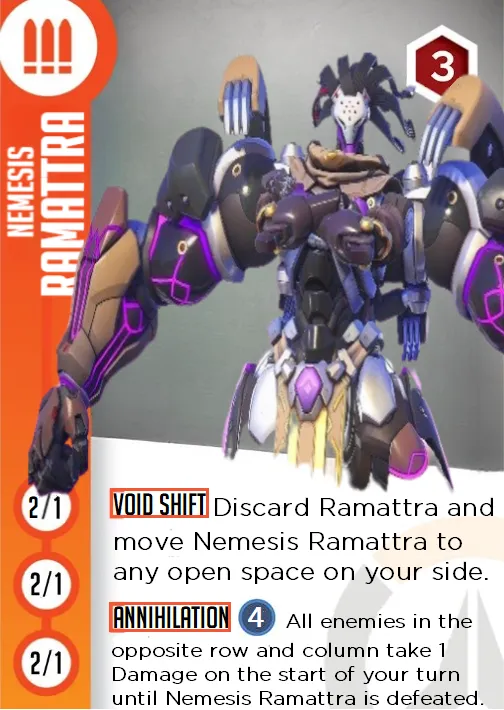 3
NEMESIS
RAMATTRA
2/1
2/1
2/1
VOID SHIFT Discard Ramattra and
move Nemesis Ramattra to
any open space on your side.
ANNIHILATION 4 All enemies in the
opposite row and column take 1
Damage on the start of your turn
until Nemesis Ramattra is defeated.